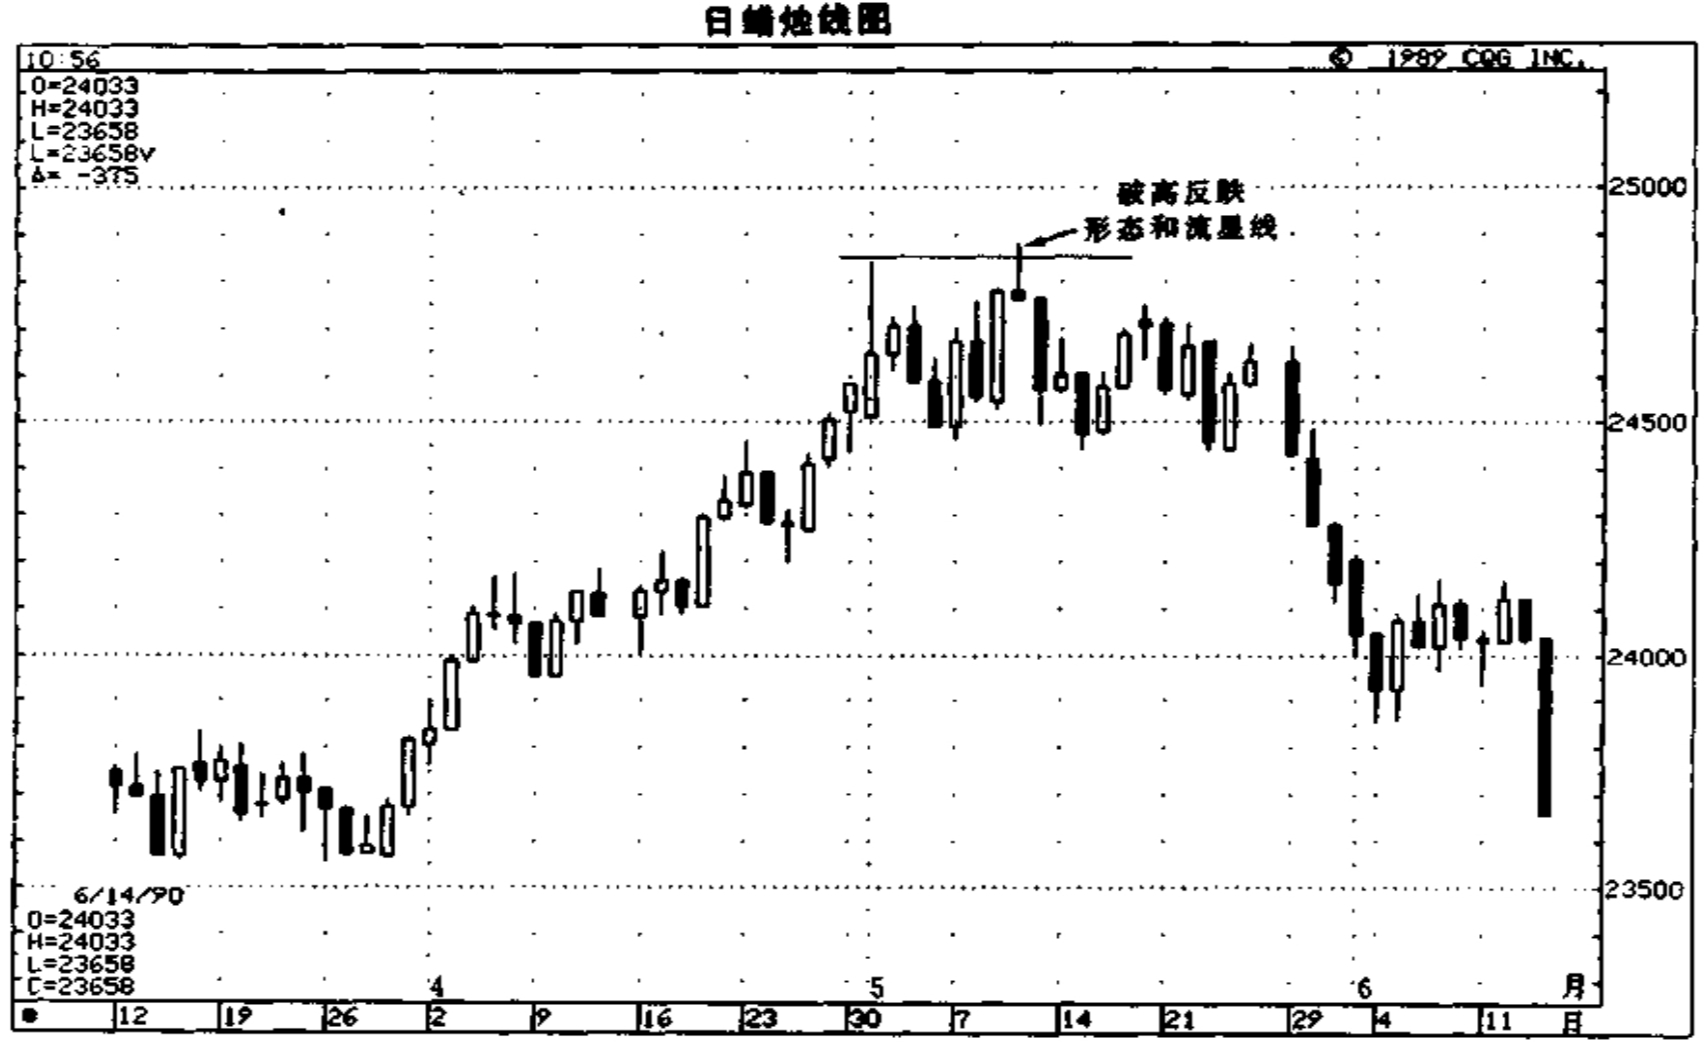 日蜡烛线图
10:56
© 1989 CQG INC.
O=24033
H=24033
L=23658
L=23658v
Δ= -375
25000
破高反跌
形态和流星线
24500
24000
23500
6/14/90
O=24033
H=24033
L=23658
C=23658
4 5 6 月
12 19 26 2 9 16 23 30 7 14 21 29 4 11 日